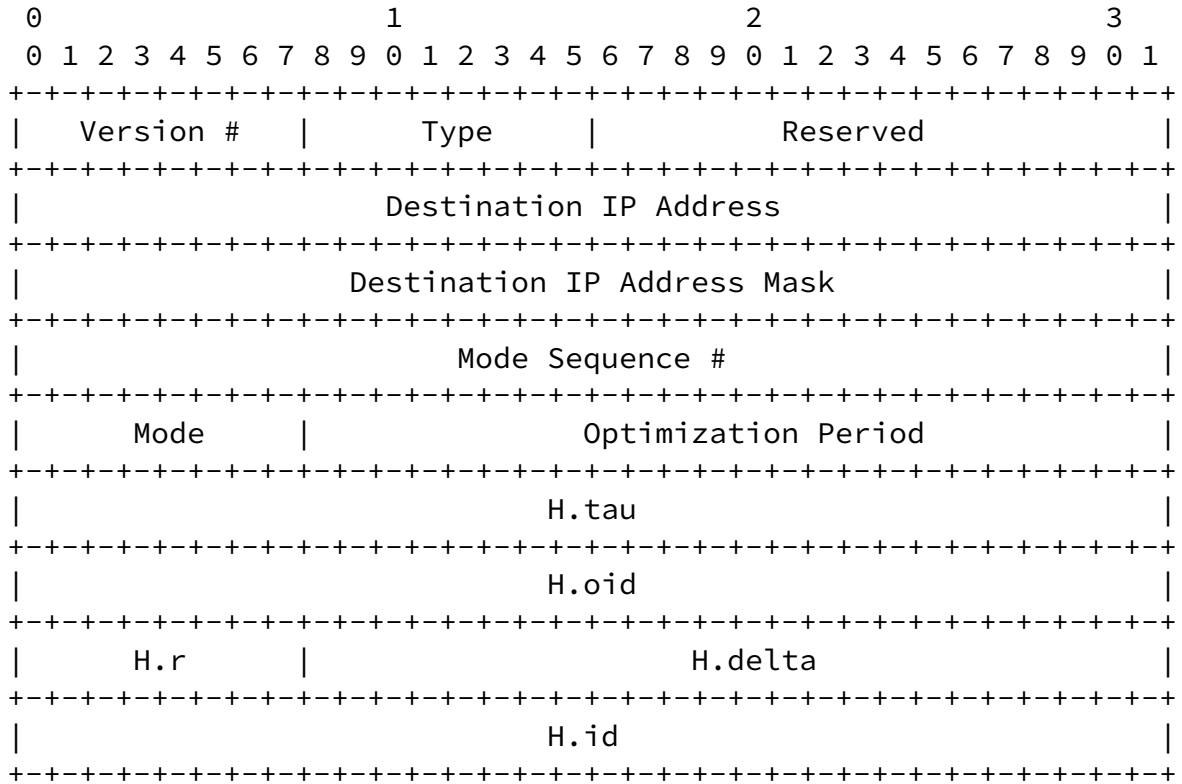 0                   1                   2                   3
 0 1 2 3 4 5 6 7 8 9 0 1 2 3 4 5 6 7 8 9 0 1 2 3 4 5 6 7 8 9 0 1
+-+-+-+-+-+-+-+-+-+-+-+-+-+-+-+-+-+-+-+-+-+-+-+-+-+-+-+-+-+-+-+-+
|   Version #   |      Type     |          Reserved             |
+-+-+-+-+-+-+-+-+-+-+-+-+-+-+-+-+-+-+-+-+-+-+-+-+-+-+-+-+-+-+-+-+
|                    Destination IP Address                     |
+-+-+-+-+-+-+-+-+-+-+-+-+-+-+-+-+-+-+-+-+-+-+-+-+-+-+-+-+-+-+-+-+
|                  Destination IP Address Mask                  |
+-+-+-+-+-+-+-+-+-+-+-+-+-+-+-+-+-+-+-+-+-+-+-+-+-+-+-+-+-+-+-+-+
|                        Mode Sequence #                        |
+-+-+-+-+-+-+-+-+-+-+-+-+-+-+-+-+-+-+-+-+-+-+-+-+-+-+-+-+-+-+-+-+
|      Mode     |               Optimization Period             |
+-+-+-+-+-+-+-+-+-+-+-+-+-+-+-+-+-+-+-+-+-+-+-+-+-+-+-+-+-+-+-+-+
|                             H.tau                             |
+-+-+-+-+-+-+-+-+-+-+-+-+-+-+-+-+-+-+-+-+-+-+-+-+-+-+-+-+-+-+-+-+
|                             H.oid                             |
+-+-+-+-+-+-+-+-+-+-+-+-+-+-+-+-+-+-+-+-+-+-+-+-+-+-+-+-+-+-+-+-+
|      H.r      |                     H.delta                   |
+-+-+-+-+-+-+-+-+-+-+-+-+-+-+-+-+-+-+-+-+-+-+-+-+-+-+-+-+-+-+-+-+
|                             H.id                              |
+-+-+-+-+-+-+-+-+-+-+-+-+-+-+-+-+-+-+-+-+-+-+-+-+-+-+-+-+-+-+-+-+